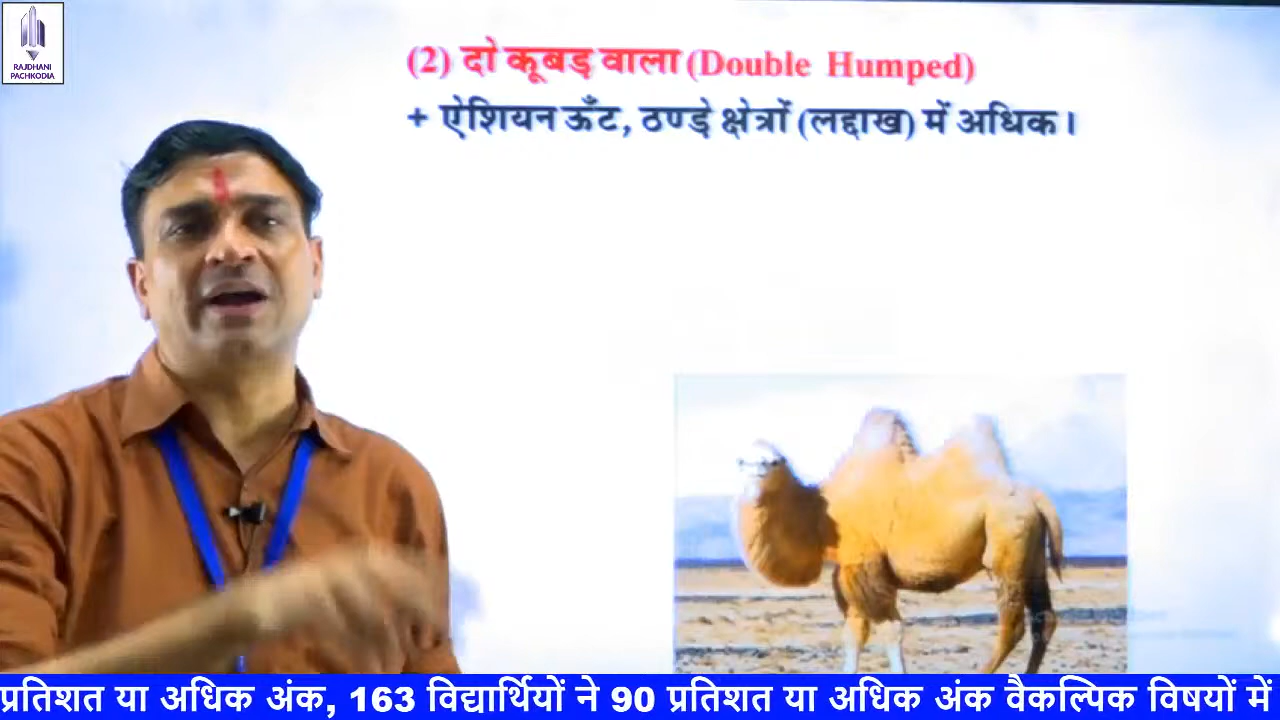 RAJDHANI
PACHKODIA
(2) दो कूबड़ वाला (Double Humped)
+ ऐशियन ऊँट, ठण्डे क्षेत्रों (लद्दाख) में अधिक।
प्रतिशत या अधिक अंक, 163 विद्यार्थियों ने 90 प्रतिशत या अधिक अंक वैकल्पिक विषयों में